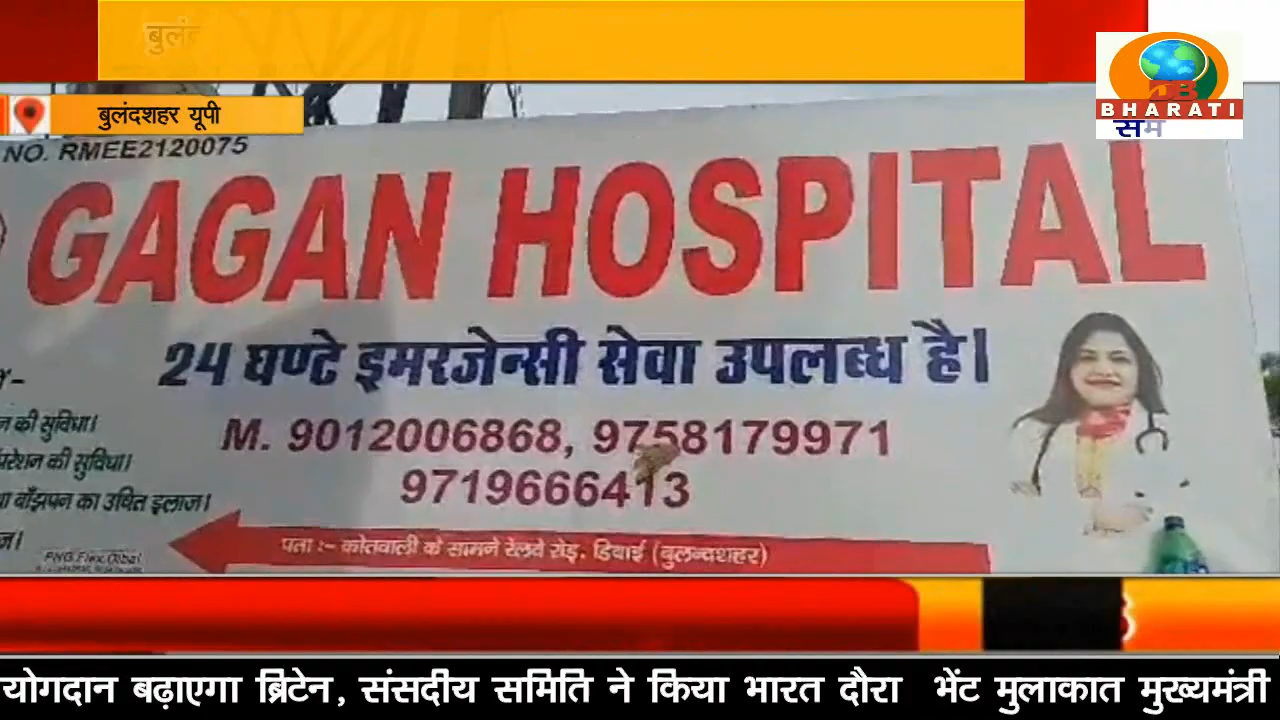 बुलंदशहर यूपी
BHARATI
सम
NO. RMEE2120075
GAGAN HOSPITAL
24 घण्टे इमरजेन्सी सेवा उपलब्ध है।
M. 9012006868, 9758179971
9719666413
की सुविधा।
की सुविधा।
बाँझपन का उचित इलाज।
पता :- कोतवाली के सामने रेलवे रोड़, डिबाई (बुलन्दशहर)
योगदान बढ़ाएगा ब्रिटेन, संसदीय समिति ने किया भारत दौरा भेंट मुलाकात मुख्यमंत्री